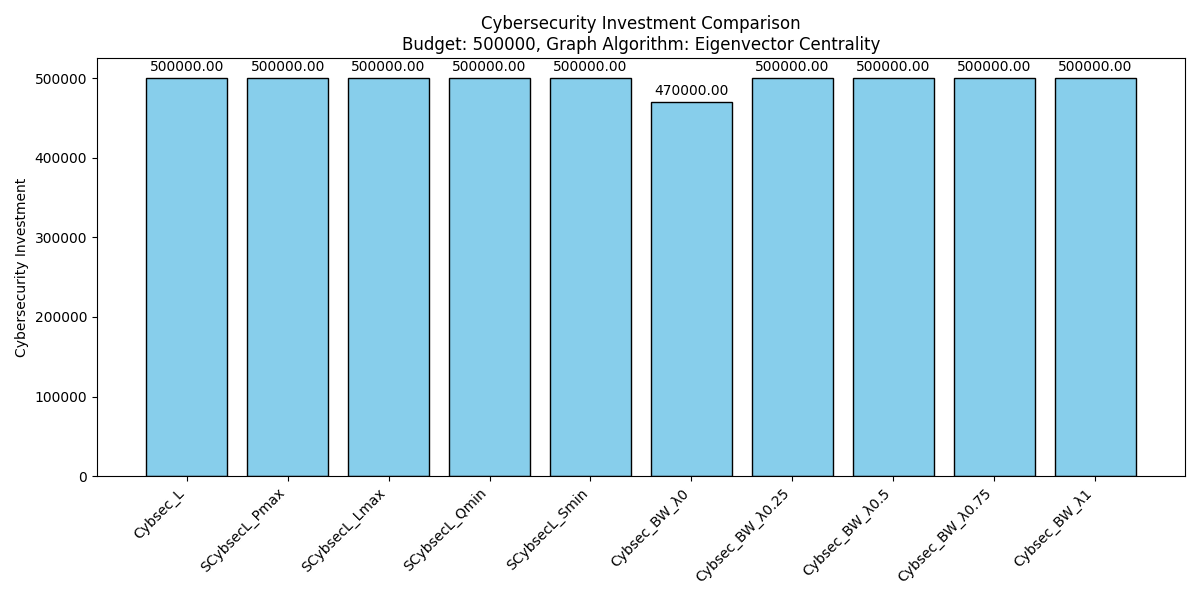 Cybersecurity Investment Comparison
Budget: 500000, Graph Algorithm: Eigenvector Centrality
500000.00 500000.00 500000.00 500000.00 500000.00 470000.00 500000.00 500000.00 500000.00 500000.00
500000
400000
300000
200000
100000
0
Cybersecurity Investment
Cybsec_L
SCybsecL_Pmax
SCybsecL_Lmax
SCybsecL_Qmin
SCybsecL_Smin
Cybsec_BW_λ0
Cybsec_BW_λ0.25
Cybsec_BW_λ0.5
Cybsec_BW_λ0.75
Cybsec_BW_λ1